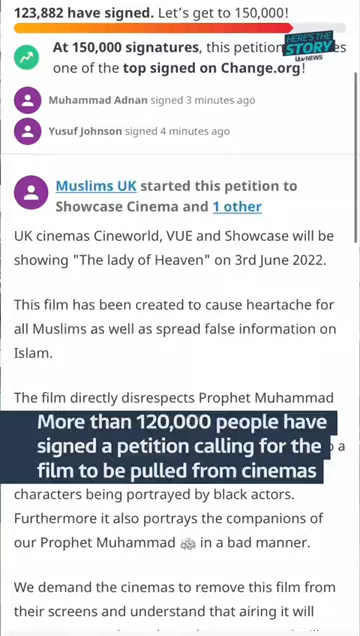 123,882 have signed. Let's get to 150,000!
At 150,000 signatures, this petition es
one of the top signed on Change.org!
HERE'S THE
STORY
itv NEWS
Muhammad Adnan signed 3 minutes ago
Yusuf Johnson signed 4 minutes ago
Muslims UK started this petition to
Showcase Cinema and 1 other
UK cinemas Cineworld, VUE and Showcase will be
showing "The lady of Heaven" on 3rd June 2022.
This film has been created to cause heartache for
all Muslims as well as spread false information on
Islam.
The film directly disrespects Prophet Muhammad
More than 120,000 people have
signed a petition calling for the
film to be pulled from cinemas
a
characters being portrayed by black actors.
Furthermore it also portrays the companions of
our Prophet Muhammad ﷺ in a bad manner.
We demand the cinemas to remove this film from
their screens and understand that airing it will